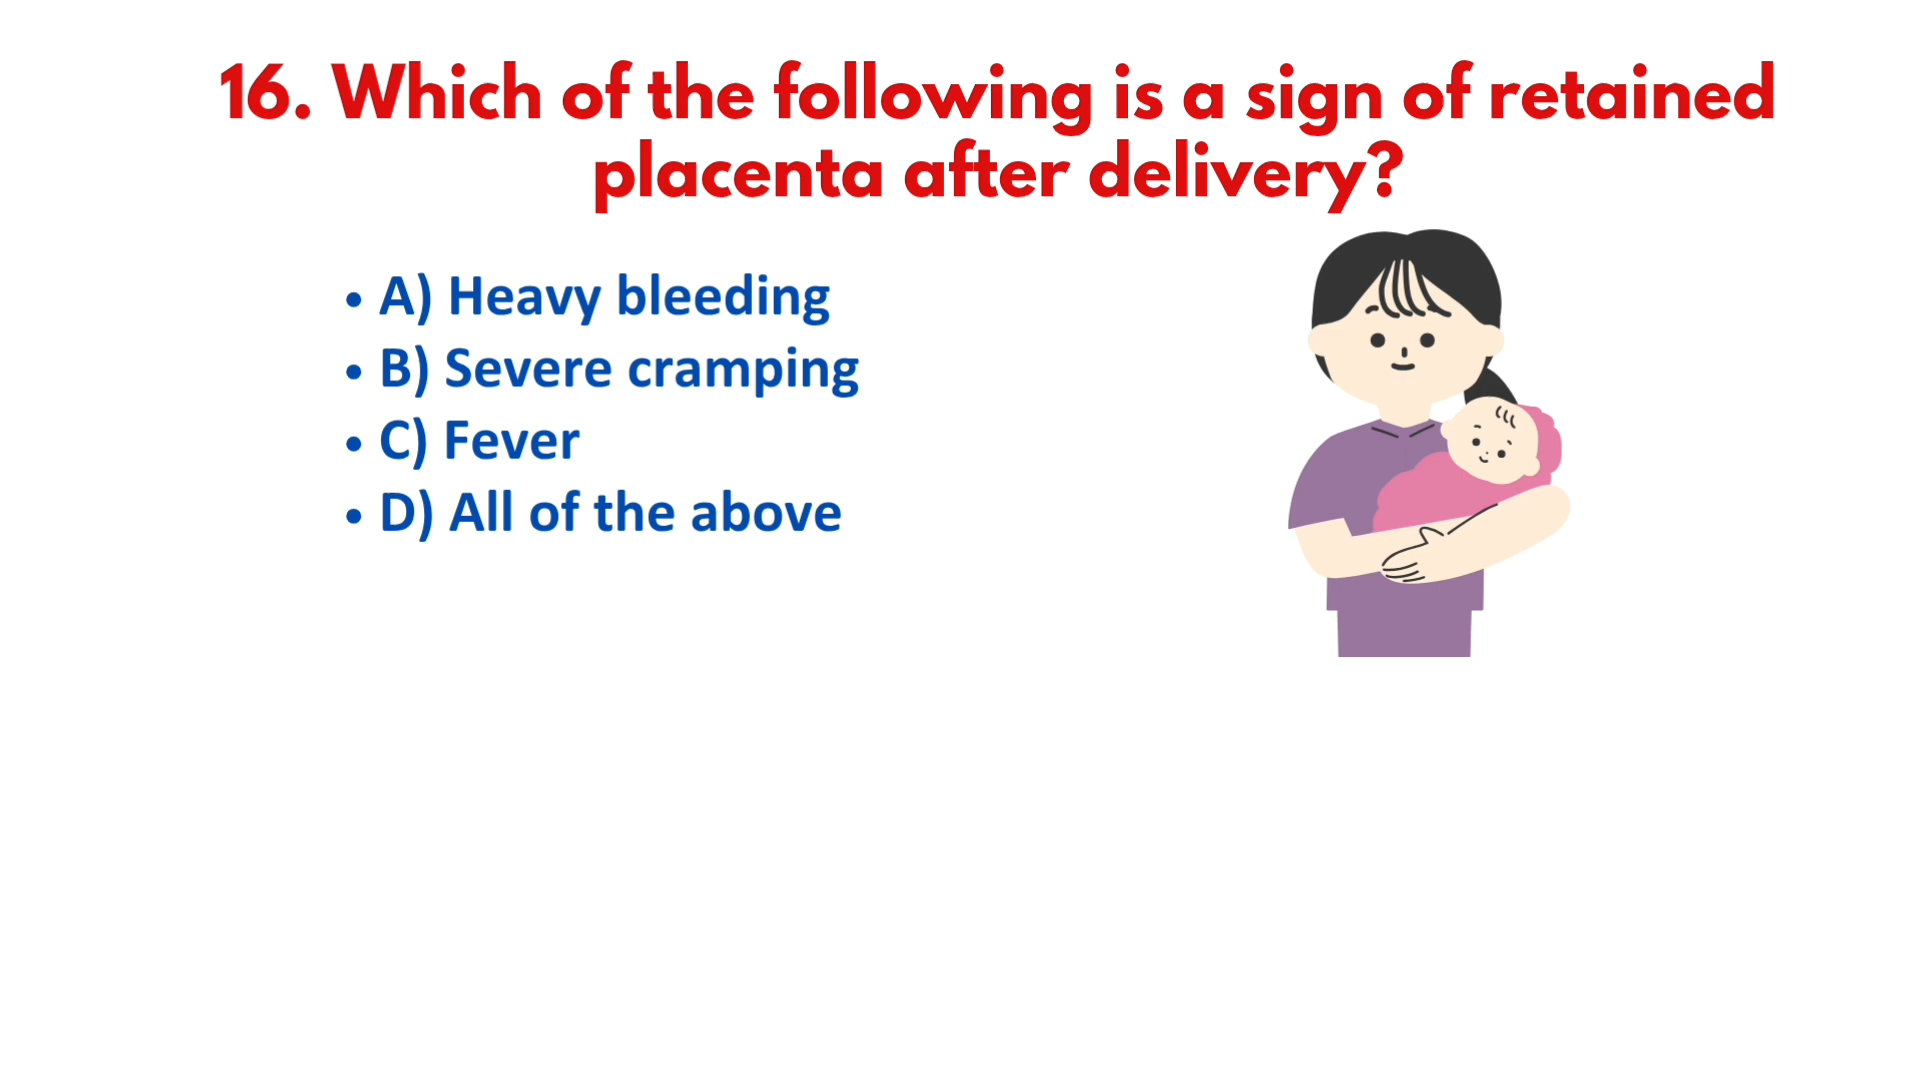 16. Which of the following is a sign of retained
placenta after delivery?
• A) Heavy bleeding
• B) Severe cramping
• C) Fever
• D) All of the above